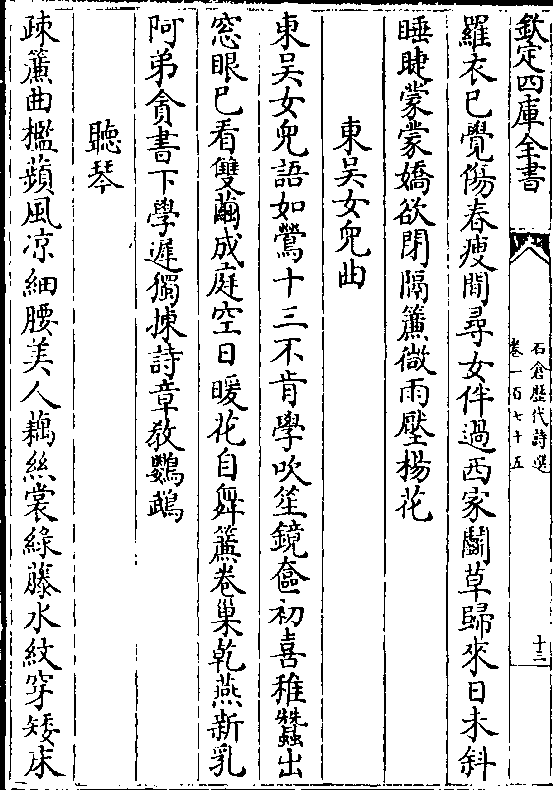 欽定四庫全書
石倉歷代詩選
卷一百七十五
十三
羅衣已覺傷春瘦間尋女伴過西家鬭草歸來日未斜
睡睫蒙蒙嬌欲閉隔簾微雨壓楊花
東吴女兒曲
東吴女兒語如鶯十三不肯學吹笙鏡奩初喜稚蠶出
窓眼已看雙繭成庭空日暖花自舞簾卷巢乾燕新乳
阿弟貪書下學遲獨揀詩章教鸚鵡
聽琴
疎簾曲檻蘋風凉細腰美人藕絲裳綠藤水紋穿矮床